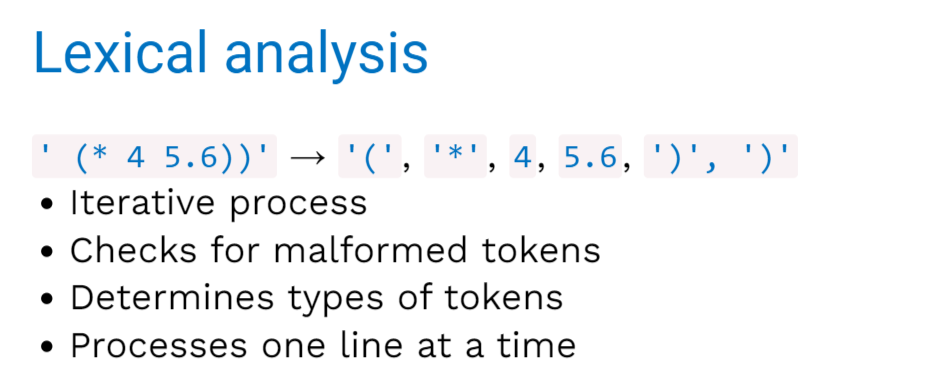 Lexical analysis
' (* 4 5.6))' → '(', '*', 4, 5.6, ')', ')'
• Iterative process
• Checks for malformed tokens
• Determines types of tokens
• Processes one line at a time